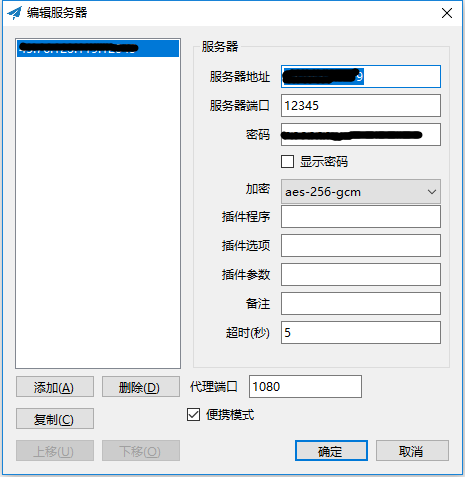 编辑服务器
服务器
服务器地址
9
服务器端口 12345
密码
显示密码
加密 aes-256-gcm
插件程序
插件选项
插件参数
备注
超时(秒) 5
添加(A) 删除(D) 代理端口 1080
复制(C) 便携模式
上移(U) 下移(O) 确定 取消